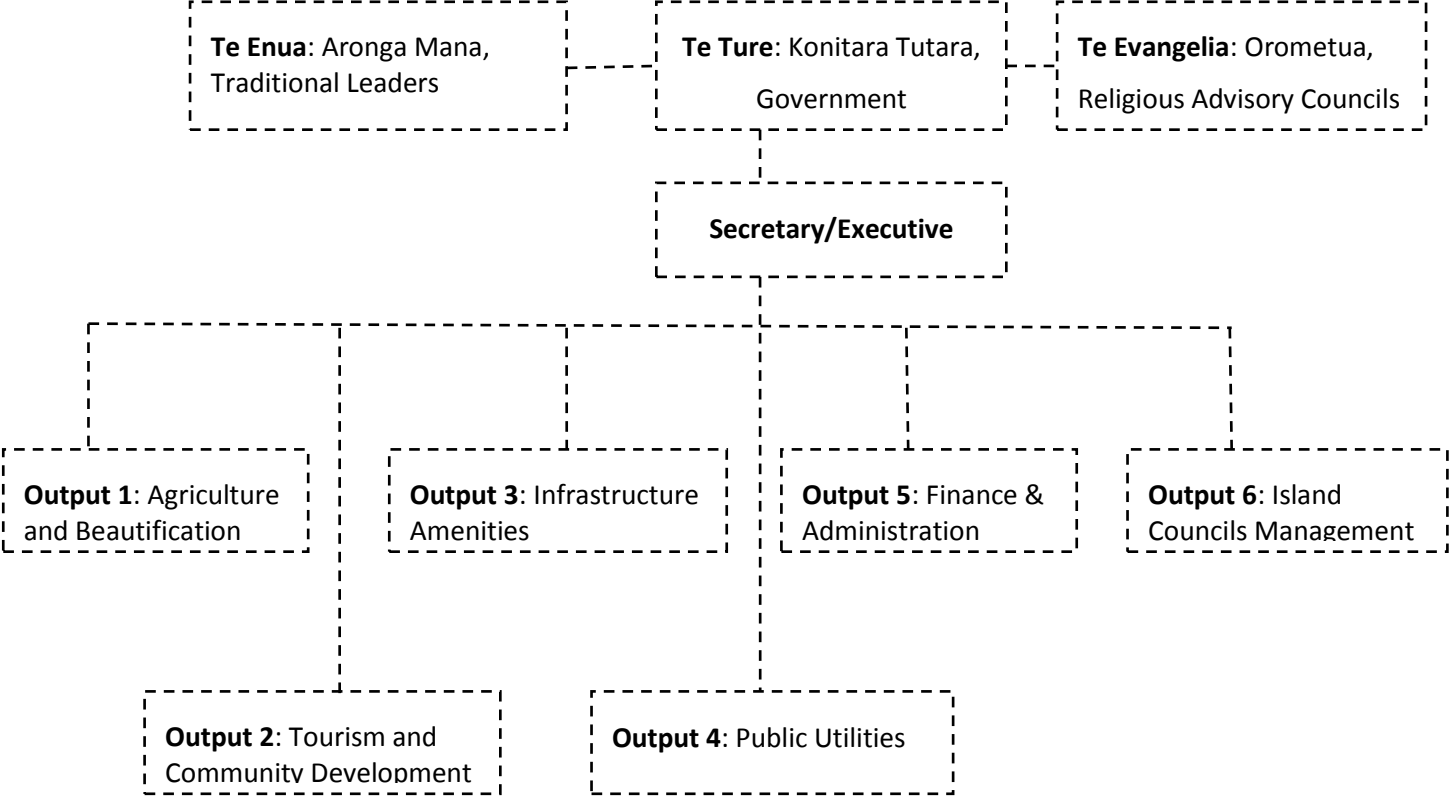 Te Enua: Aronga Mana,
Traditional Leaders
Te Ture: Konitara Tutara,
Government
Te Evangelia: Orometua,
Religious Advisory Councils
Secretary/Executive
Output 1: Agriculture
and Beautification
Output 3: Infrastructure
Amenities
Output 5: Finance &
Administration
Output 6: Island
Councils Management
Output 2: Tourism and
Community Development
Output 4: Public Utilities